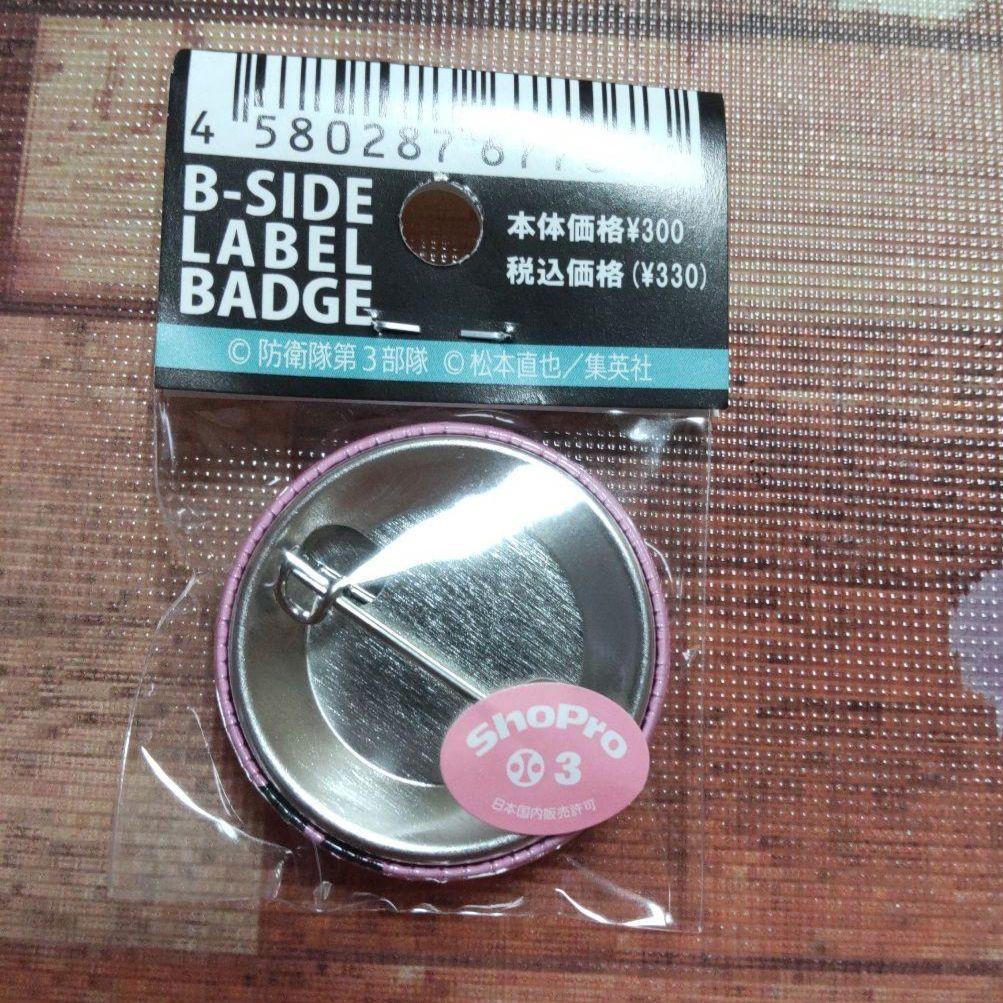 4 580287
B-SIDE
LABEL
BADGE
本体価格¥300
税込価格(¥330)
©防衛隊第3部隊 ©松本直也/集英社
ShoPro
3
日本国内販売許可